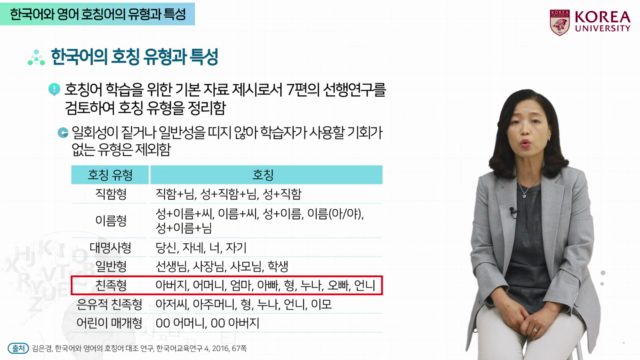 한국어와 영어 호칭어의 유형과 특성
KOREA
UNIVERSITY
한국어의 호칭 유형과 특성
호칭어 학습을 위한 기본 자료 제시로서 7편의 선행연구를
검토하여 호칭 유형을 정리함
일회성이 짙거나 일반성을 띠지 않아 학습자가 사용할 기회가
없는 유형은 제외함
호칭 유형 호칭
직함형 직함+님, 성+직함+님, 성+직함
이름형 성+이름+씨, 이름+씨, 성+이름, 이름(아/야),
성+이름+님
대명사형 당신, 자네, 너, 자기
일반형 선생님, 사장님, 사모님, 학생
친족형 아버지, 어머니, 엄마, 아빠, 형, 누나, 오빠, 언니
은유적 친족형 아저씨, 아주머니, 형, 누나, 언니, 이모
어린이 매개형 OO 어머니, OO 아버지
출처 김은경, 한국어와 영어의 호칭어 대조 연구, 한국어교육연구 4, 2016, 67쪽